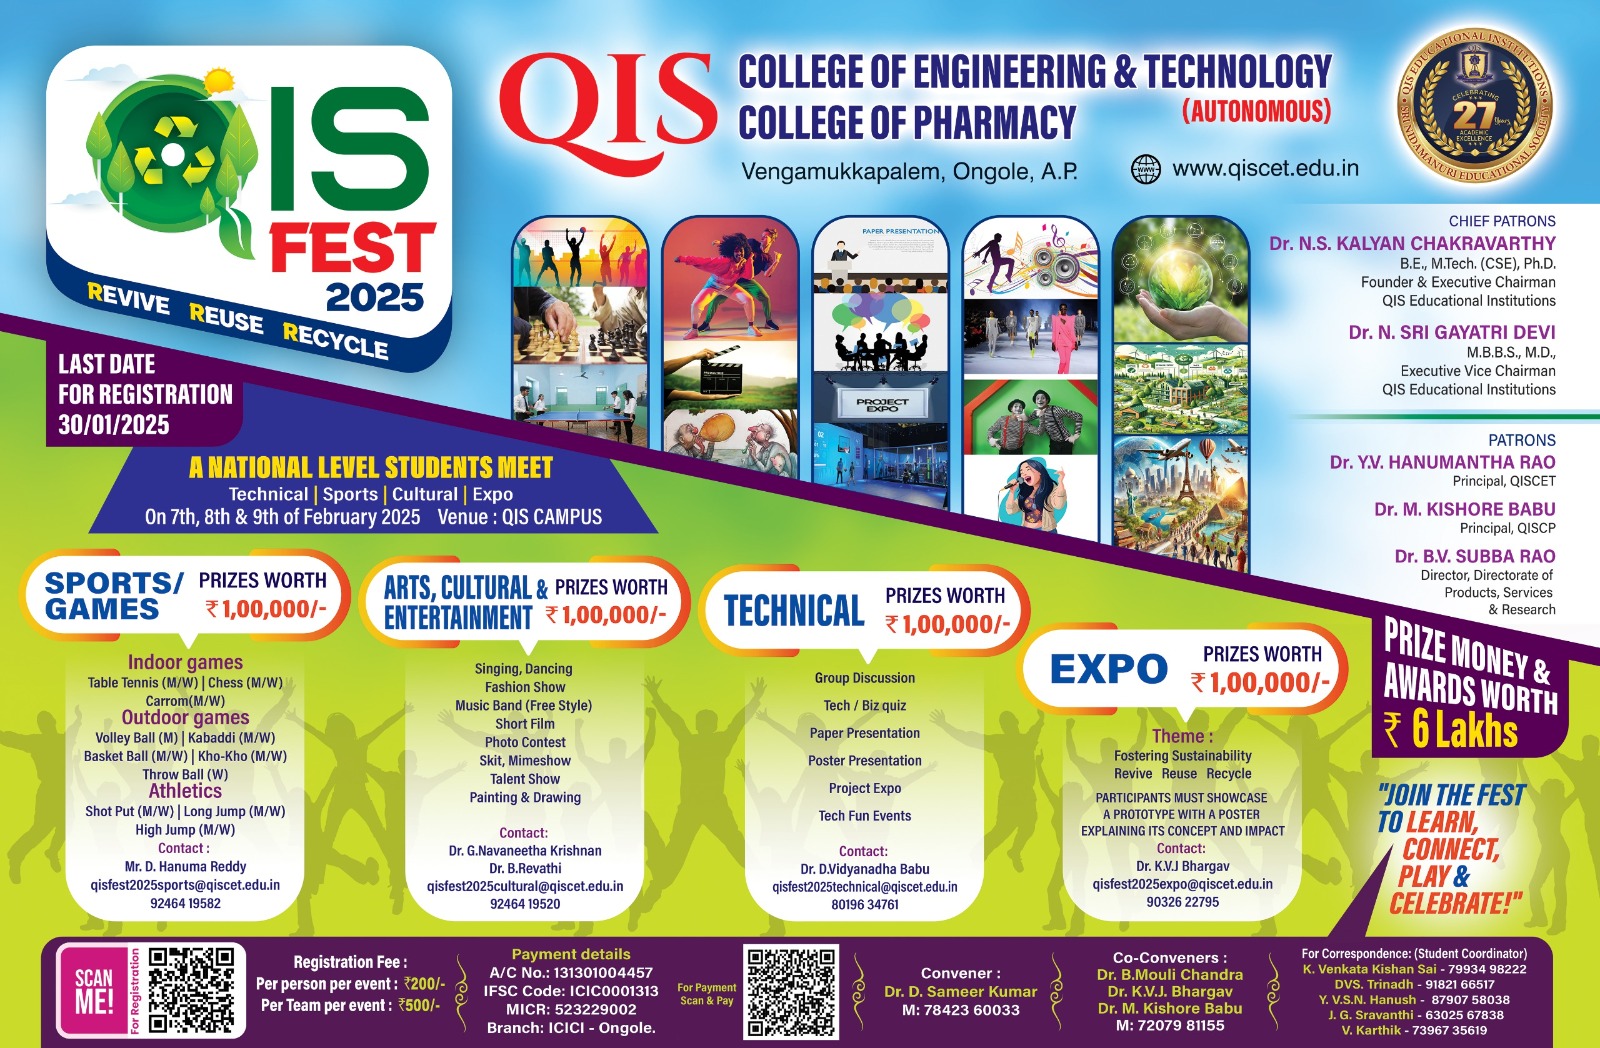 QIS
FEST
2025
REVIVE REUSE RECYCLE
QIS
COLLEGE OF ENGINEERING & TECHNOLOGY
COLLEGE OF PHARMACY
(AUTONOMOUS)
Vengamukkapalem, Ongole, A.P.
www.qiscet.edu.in
QIS EDUCATIONAL INSTITUTIONS
SRI NIDAMANURI EDUCATIONAL SOCIETY
CELEBRATING
27 Years
ACADEMIC
EXCELLENCE
LAST DATE
FOR REGISTRATION
30/01/2025
A NATIONAL LEVEL STUDENTS MEET
Technical | Sports | Cultural | Expo
On 7th, 8th & 9th of February 2025 Venue : QIS CAMPUS
PAPER PRESENTATION
PROJECT
EXPO
CHIEF PATRONS
Dr. N.S. KALYAN CHAKRAVARTHY
B.E., M.Tech. (CSE), Ph.D.
Founder & Executive Chairman
QIS Educational Institutions
Dr. N. SRI GAYATRI DEVI
M.B.B.S., M.D.,
Executive Vice Chairman
QIS Educational Institutions
PATRONS
Dr. Y.V. HANUMANTHA RAO
Principal, QISCET
Dr. M. KISHORE BABU
Principal, QISCP
Dr. B.V. SUBBA RAO
Director, Directorate of
Products, Services
& Research
PRIZE MONEY &
AWARDS WORTH
₹ 6 Lakhs
SPORTS/
GAMES
PRIZES WORTH
₹1,00,000/-
Indoor games
Table Tennis (M/W) | Chess (M/W)
Carrom(M/W)
Outdoor games
Volley Ball (M) | Kabaddi (M/W)
Basket Ball (M/W) | Kho-Kho (M/W)
Throw Ball (W)
Athletics
Shot Put (M/W) | Long Jump (M/W)
High Jump (M/W)
Contact :
Mr. D. Hanuma Reddy
qisfest2025sports@qiscet.edu.in
92464 19582
ARTS, CULTURAL &
ENTERTAINMENT
PRIZES WORTH
₹1,00,000/-
Singing, Dancing
Fashion Show
Music Band (Free Style)
Short Film
Photo Contest
Skit, Mimeshow
Talent Show
Painting & Drawing
Contact:
Dr. G.Navaneetha Krishnan
Dr. B.Revathi
qisfest2025cultural@qiscet.edu.in
92464 19520
TECHNICAL
PRIZES WORTH
₹1,00,000/-
Group Discussion
Tech / Biz quiz
Paper Presentation
Poster Presentation
Project Expo
Tech Fun Events
Contact:
Dr. D.Vidyanadha Babu
qisfest2025technical@qiscet.edu.in
80196 34761
EXPO
PRIZES WORTH
₹1,00,000/-
Theme :
Fostering Sustainability
Revive Reuse Recycle
PARTICIPANTS MUST SHOWCASE
A PROTOTYPE WITH A POSTER
EXPLAINING ITS CONCEPT AND IMPACT
Contact:
Dr. K.V.J Bhargav
qisfest2025expo@qiscet.edu.in
90326 22795
"JOIN THE FEST
TO LEARN,
CONNECT,
PLAY &
CELEBRATE!"
SCAN
ME!
For Registration
Registration Fee :
Per person per event : ₹200/-
Per Team per event : ₹500/-
Payment details
A/C No.: 131301004457
IFSC Code: ICIC0001313
MICR: 523229002
Branch: ICICI - Ongole.
For Payment
Scan & Pay
Convener :
Dr. D. Sameer Kumar
M: 78423 60033
Co-Conveners :
Dr. B.Mouli Chandra
Dr. K.V.J. Bhargav
Dr. M. Kishore Babu
M: 72079 81155
For Correspondence: (Student Coordinator)
K. Venkata Kishan Sai - 79934 98222
DVS. Trinadh - 91821 66517
Y. V.S.N. Hanush - 87907 58038
J. G. Sravanthi - 63025 67838
V. Karthik - 73967 35619